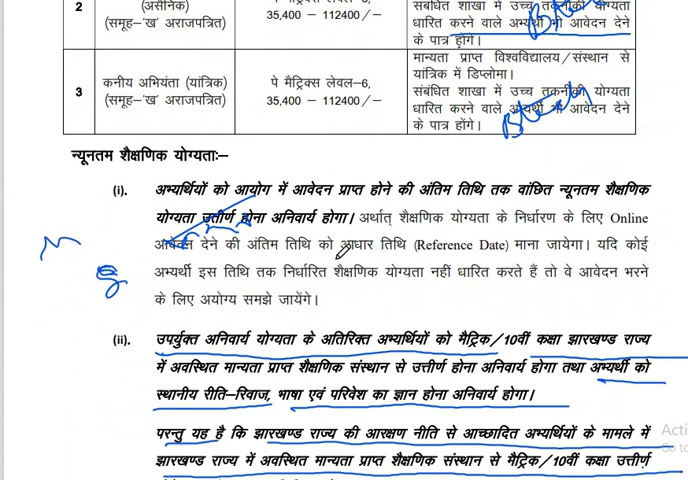 2
(असैनिक)
(समूह-'ख' अराजपत्रित)
पे मैट्रिक्स लेवल-6,
35,400 – 112400/–
संबंधित शाखा में उच्च तकनीकी योग्यता
धारित करने वाले अभ्यर्थी भी आवेदन देने
के पात्र होंगे।
3
कनीय अभियंता (यांत्रिक)
(समूह-'ख' अराजपत्रित)
पे मैट्रिक्स लेवल-6,
35,400 – 112400/–
मान्यता प्राप्त विश्वविद्यालय/संस्थान से
यांत्रिक में डिप्लोमा।
संबंधित शाखा में उच्च तकनीकी योग्यता
धारित करने वाले अभ्यर्थी भी आवेदन देने
के पात्र होंगे।
Btech
न्यूनतम शैक्षणिक योग्यताः–
(i). अभ्यर्थियों को आयोग में आवेदन प्राप्त होने की अंतिम तिथि तक वांछित न्यूनतम शैक्षणिक
योग्यता उत्तीर्ण होना अनिवार्य होगा। अर्थात् शैक्षणिक योग्यता के निर्धारण के लिए Online
आवेदन देने की अंतिम तिथि को आधार तिथि (Reference Date) माना जायेगा। यदि कोई
अभ्यर्थी इस तिथि तक निर्धारित शैक्षणिक योग्यता नहीं धारित करते हैं तो वे आवेदन भरने
के लिए अयोग्य समझे जायेंगे।
(ii). उपर्युक्त अनिवार्य योग्यता के अतिरिक्त अभ्यर्थियों को मैट्रिक/10वीं कक्षा झारखण्ड राज्य
में अवस्थित मान्यता प्राप्त शैक्षणिक संस्थान से उत्तीर्ण होना अनिवार्य होगा तथा अभ्यर्थी को
स्थानीय रीति–रिवाज, भाषा एवं परिवेश का ज्ञान होना अनिवार्य होगा।
परन्तु यह है कि झारखण्ड राज्य की आरक्षण नीति से आच्छादित अभ्यर्थियों के मामले में
झारखण्ड राज्य में अवस्थित मान्यता प्राप्त शैक्षणिक संस्थान से मैट्रिक/10वीं कक्षा उत्तीर्ण